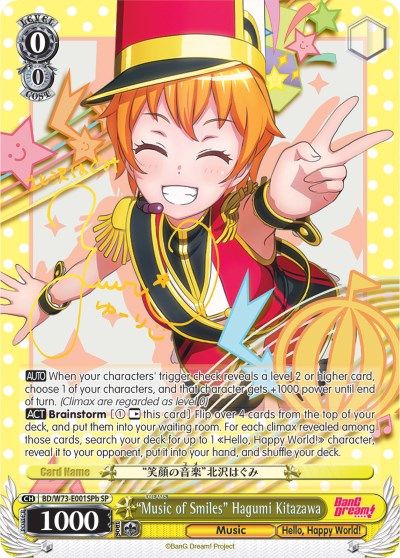 LEVEL
0
0
COST
AUTO When your characters' trigger check reveals a level 2 or higher card,
choose 1 of your characters, and that character gets +1000 power until end
of turn. (Climax are regarded as level 0)
ACT Brainstorm [① this card] Flip over 4 cards from the top of your
deck, and put them into your waiting room. For each climax revealed among
those cards, search your deck for up to 1 «Hello, Happy World!» character,
reveal it to your opponent, put it into your hand, and shuffle your deck.
Card Name
"笑顔の音楽"北沢はぐみ
CH BD/W73-E001SPb SP
POWER
1000
SOUL
"Music of Smiles" Hagumi Kitazawa
BanG Dream!
Music
Hello, Happy World!
©BanG Dream! Project